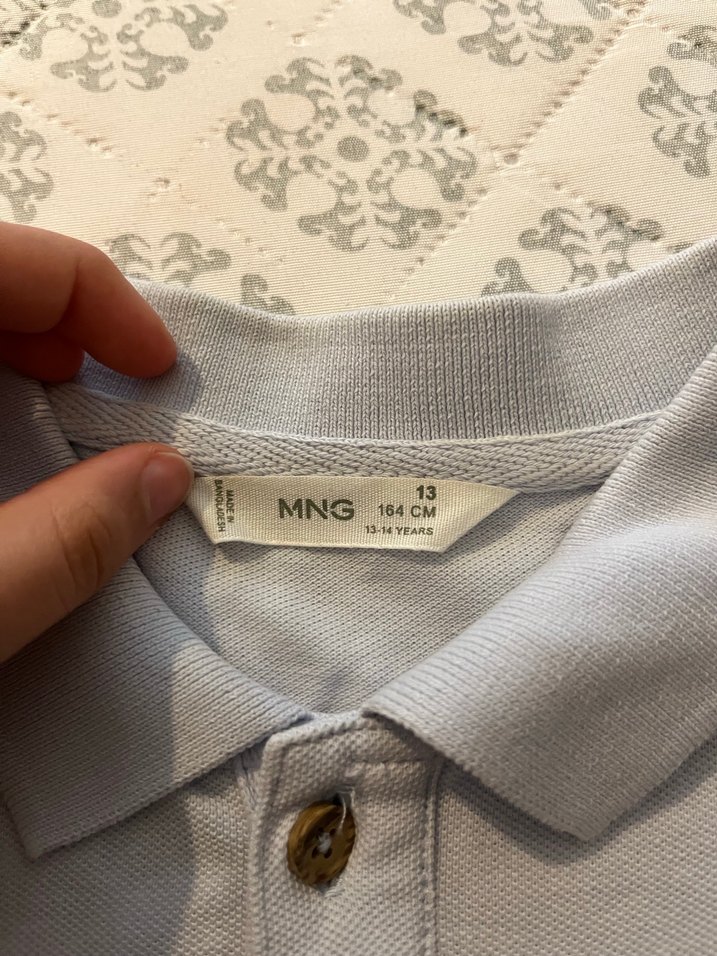 MADE IN
BANGLADESH
MNG
13
164 CM
13-14 YEARS